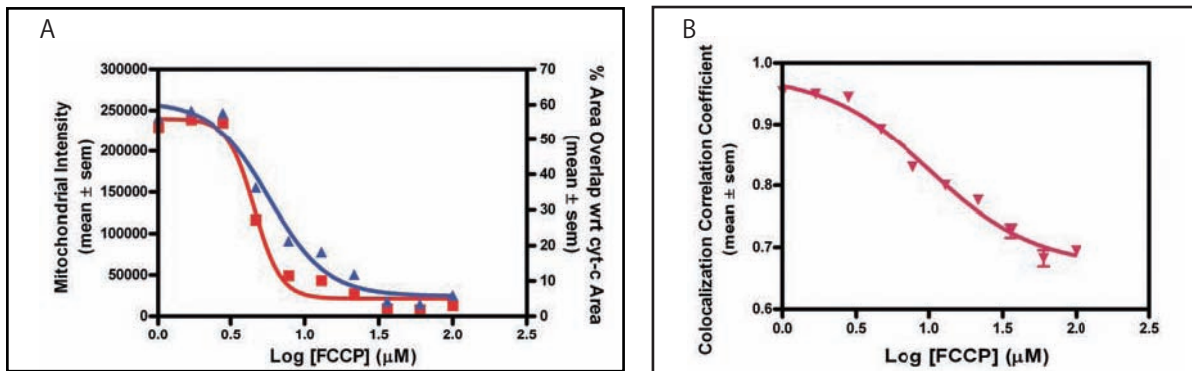 A
300000
250000
200000
150000
100000
50000
0
Mitochondrial Intensity
(mean ± sem)
70
60
50
40
30
20
10
0
% Area Overlap wrt cyt-c Area
(mean ± sem)
0.0 0.5 1.0 1.5 2.0 2.5
Log [FCCP] (μM)
B
1.0
0.9
0.8
0.7
0.6
Colocalization Correlation Coefficient
(mean ± sem)
0.0 0.5 1.0 1.5 2.0 2.5
Log [FCCP] (μM)